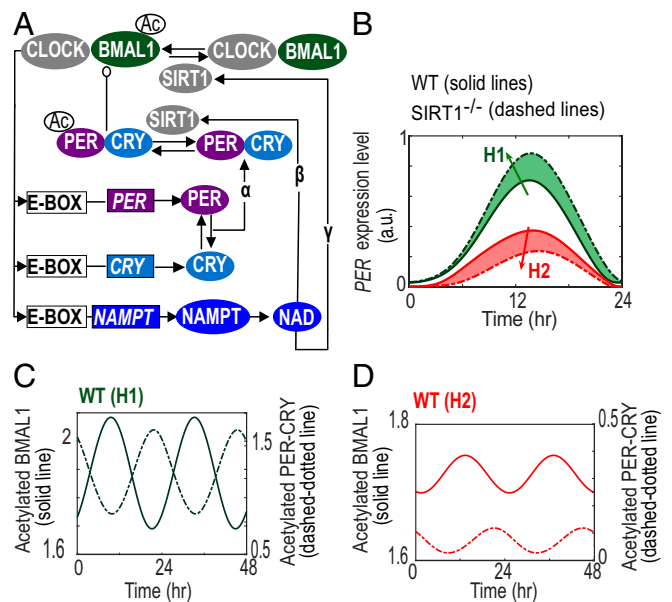 A
Ac
CLOCK BMAL1 CLOCK BMAL1
SIRT1
SIRT1
Ac
PER CRY PER CRY
α β γ
E-BOX PER PER
E-BOX CRY CRY
E-BOX NAMPT NAMPT NAD
B
WT (solid lines)
SIRT1-/- (dashed lines)
PER expression level
(a.u.)
1
0
H1
H2
0 12 24
Time (hr)
C
WT (H1)
Acetylated BMAL1
(solid line)
2
1.6
1.5
0.5
Acetylated PER-CRY
(dashed-dotted line)
0 24 48
Time (hr)
D
WT (H2)
Acetylated BMAL1
(solid line)
1.8
1.6
0.5
0
Acetylated PER-CRY
(dashed-dotted line)
0 24 48
Time (hr)